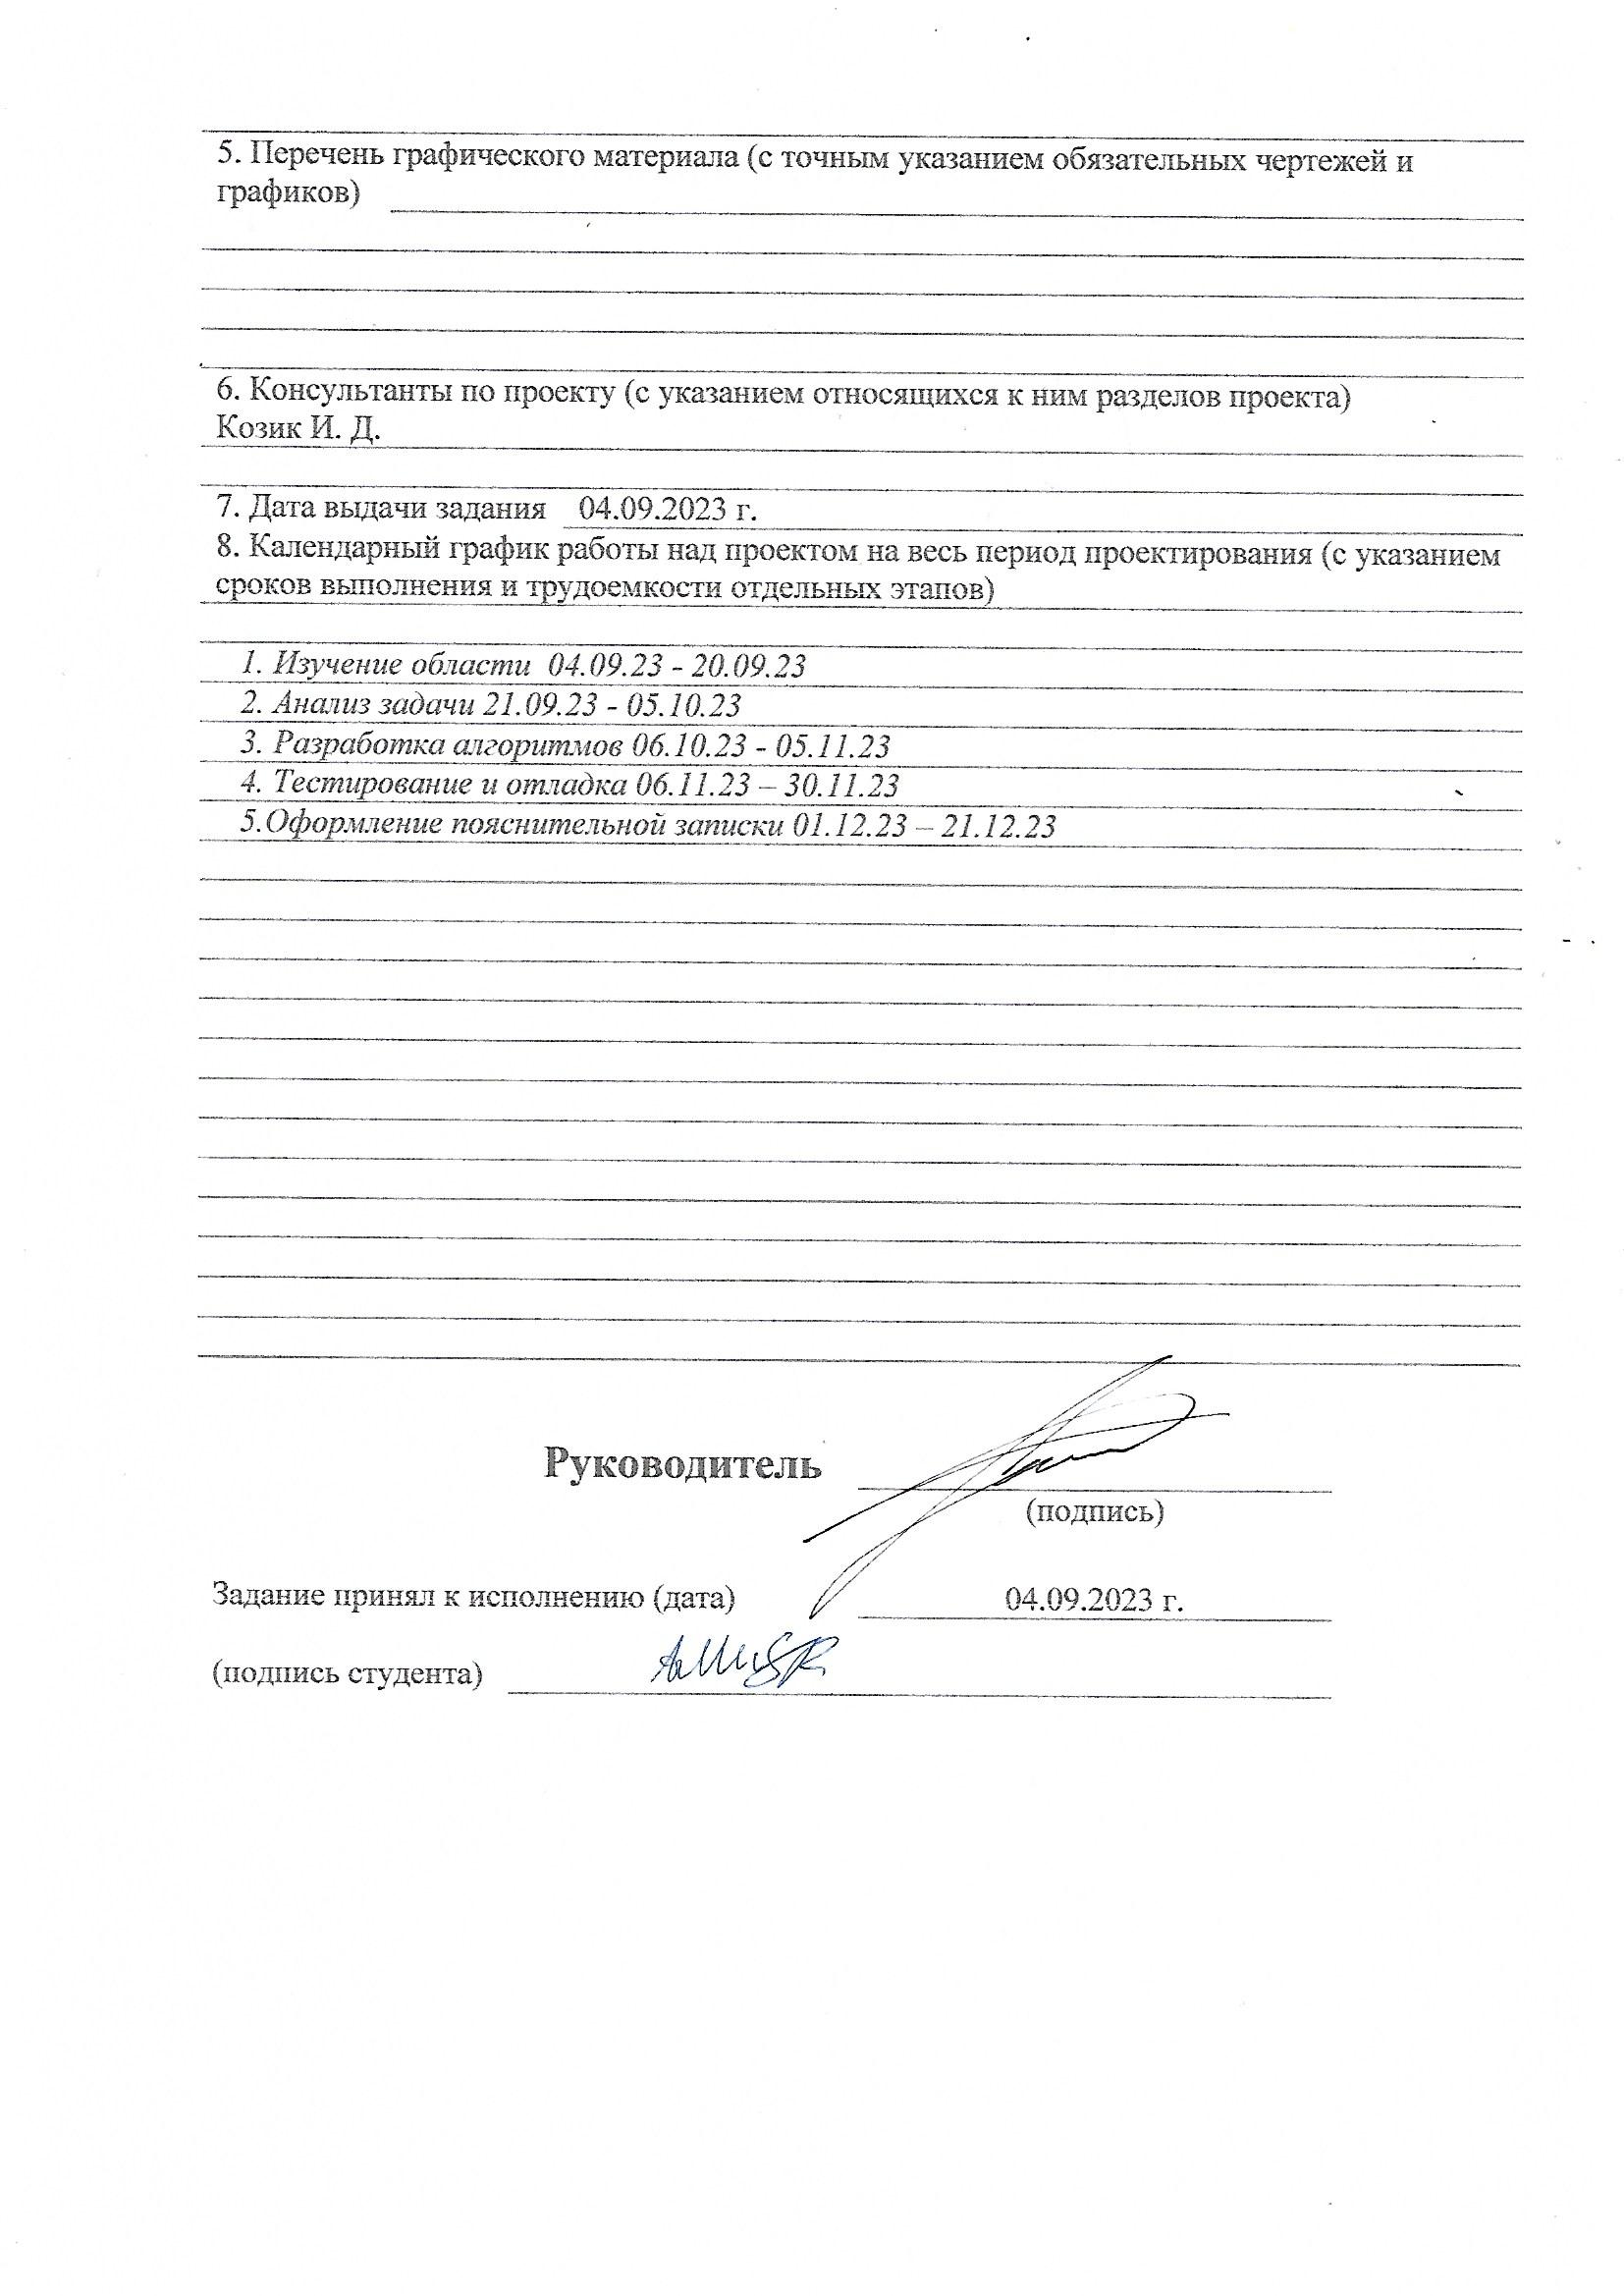 5. Перечень графического материала (с точным указанием обязательных чертежей и
графиков)
6. Консультанты по проекту (с указанием относящихся к ним разделов проекта)
Козик И. Д.
7. Дата выдачи задания 04.09.2023 г.
8. Календарный график работы над проектом на весь период проектирования (с указанием
сроков выполнения и трудоемкости отдельных этапов)
1. Изучение области 04.09.23 - 20.09.23
2. Анализ задачи 21.09.23 - 05.10.23
3. Разработка алгоритмов 06.10.23 - 05.11.23
4. Тестирование и отладка 06.11.23 – 30.11.23
5.Оформление пояснительной записки 01.12.23 – 21.12.23
Руководитель
(подпись)
Задание принял к исполнению (дата) 04.09.2023 г.
(подпись студента)